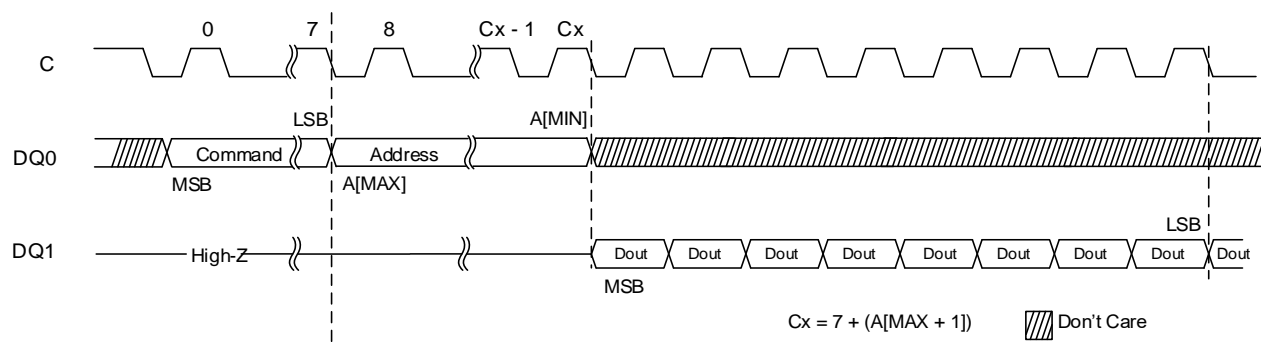 0 7 8 Cx - 1 Cx
C
LSB A[MIN]
DQ0 Command Address
MSB A[MAX]
LSB
DQ1 High-Z Dout Dout Dout Dout Dout Dout Dout Dout Dout
MSB
Cx = 7 + (A[MAX + 1]) Don't Care